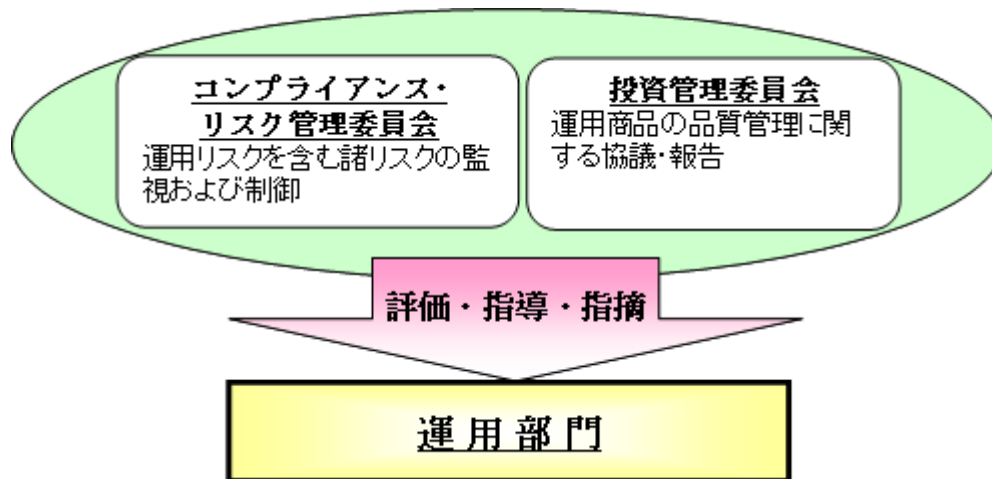 コンプライアンス・
リスク管理委員会
運用リスクを含む諸リスクの監
視および制御
投資管理委員会
運用商品の品質管理に関
する協議・報告
評価・指導・指摘
運用部門